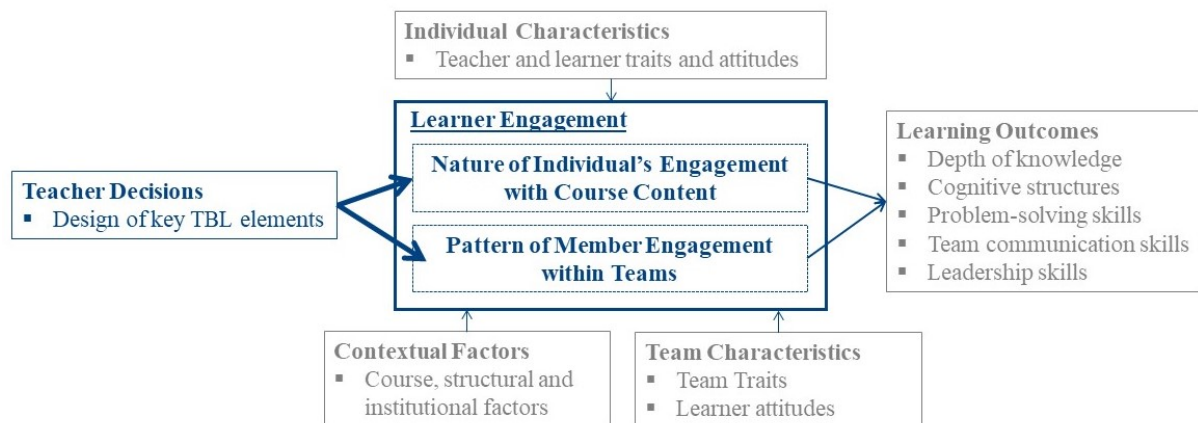 Individual Characteristics
▪ Teacher and learner traits and attitudes
Learner Engagement
Nature of Individual's Engagement
with Course Content
Pattern of Member Engagement
within Teams
Teacher Decisions
▪ Design of key TBL elements
Learning Outcomes
▪ Depth of knowledge
▪ Cognitive structures
▪ Problem-solving skills
▪ Team communication skills
▪ Leadership skills
Contextual Factors
▪ Course, structural and
institutional factors
Team Characteristics
▪ Team Traits
▪ Learner attitudes